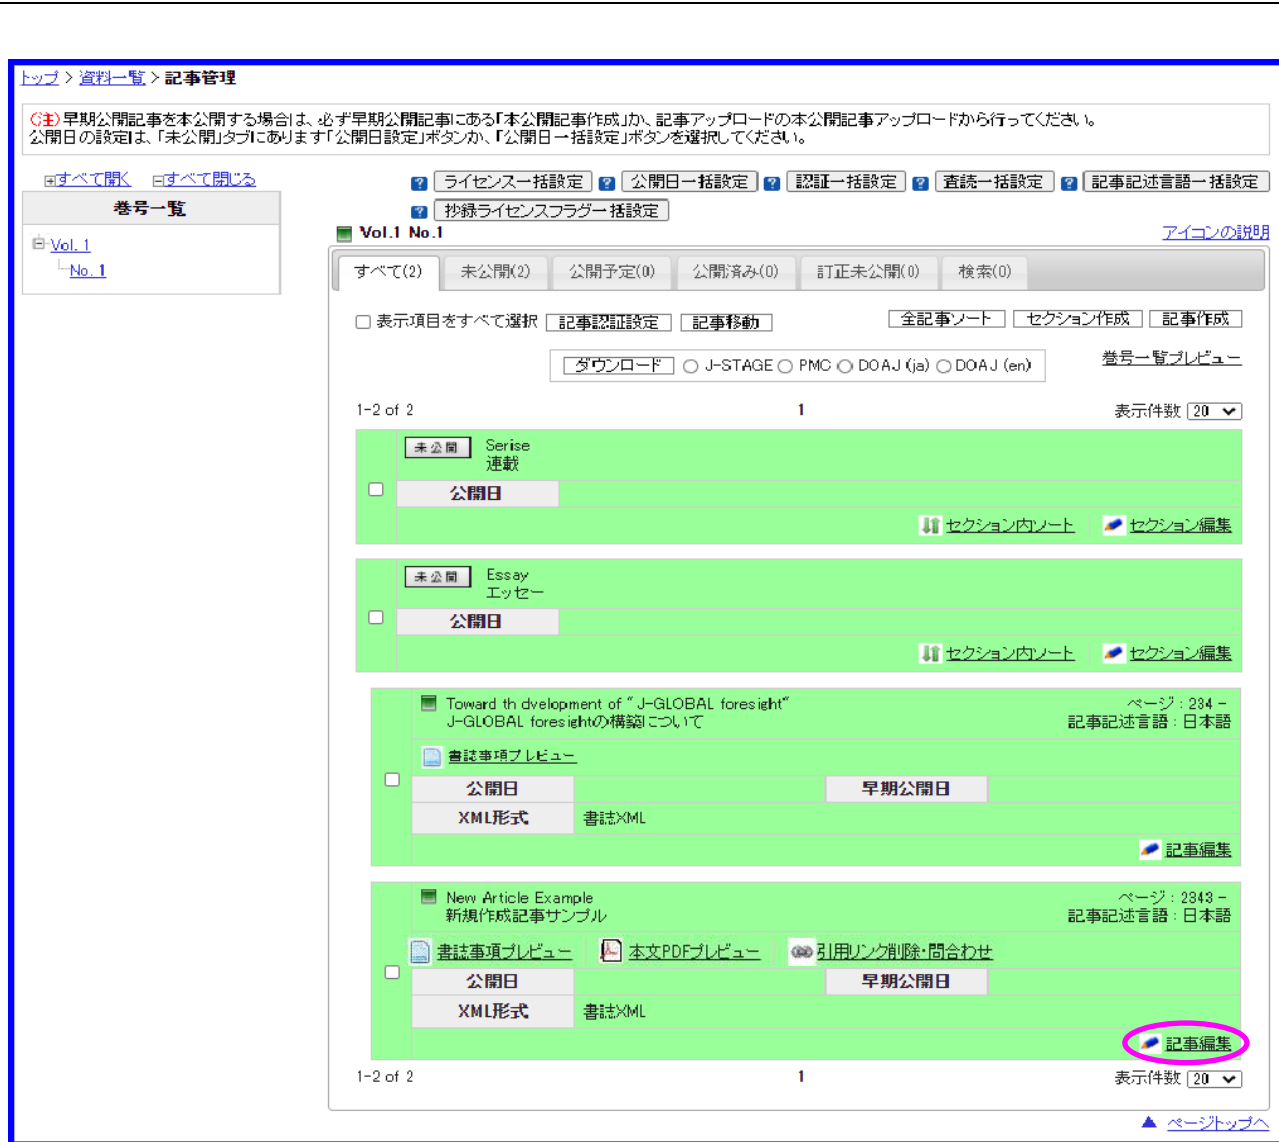 トップ > 資料一覧 > 記事管理
(注)早期公開記事を本公開する場合は、必ず早期公開記事にある「本公開記事作成」か、記事アップロードの本公開記事アップロードから行ってください。
公開日の設定は、「未公開」タブにあります「公開日設定」ボタンか、「公開日一括設定」ボタンを選択してください。
すべて開く すべて閉じる
巻号一覧
Vol. 1
No. 1
? ライセンス一括設定 ? 公開日一括設定 ? 認証一括設定 ? 査読一括設定 ? 記事記述言語一括設定
? 抄録ライセンスフラグ一括設定
Vol.1 No.1 アイコンの説明
すべて(2) 未公開(2) 公開予定(0) 公開済み(0) 訂正未公開(0) 検索(0)
表示項目をすべて選択 記事認証設定 記事移動 全記事ソート セクション作成 記事作成
ダウンロード J-STAGE PMC DOAJ (ja) DOAJ (en) 巻号一覧プレビュー
1-2 of 2 1 表示件数 20
未公開 Serise
連載
公開日
セクション内ソート セクション編集
未公開 Essay
エッセー
公開日
セクション内ソート セクション編集
Toward th dvelopment of " J-GLOBAL foresight" ページ : 234 -
J-GLOBAL foresightの構築について 記事記述言語 : 日本語
書誌事項プレビュー
公開日 早期公開日
XML形式 書誌XML
記事編集
New Article Example ページ : 2343 -
新規作成記事サンプル 記事記述言語 : 日本語
書誌事項プレビュー 本文PDFプレビュー 引用リンク削除・問合わせ
公開日 早期公開日
XML形式 書誌XML
記事編集
1-2 of 2 1 表示件数 20
▲ ページトップへ